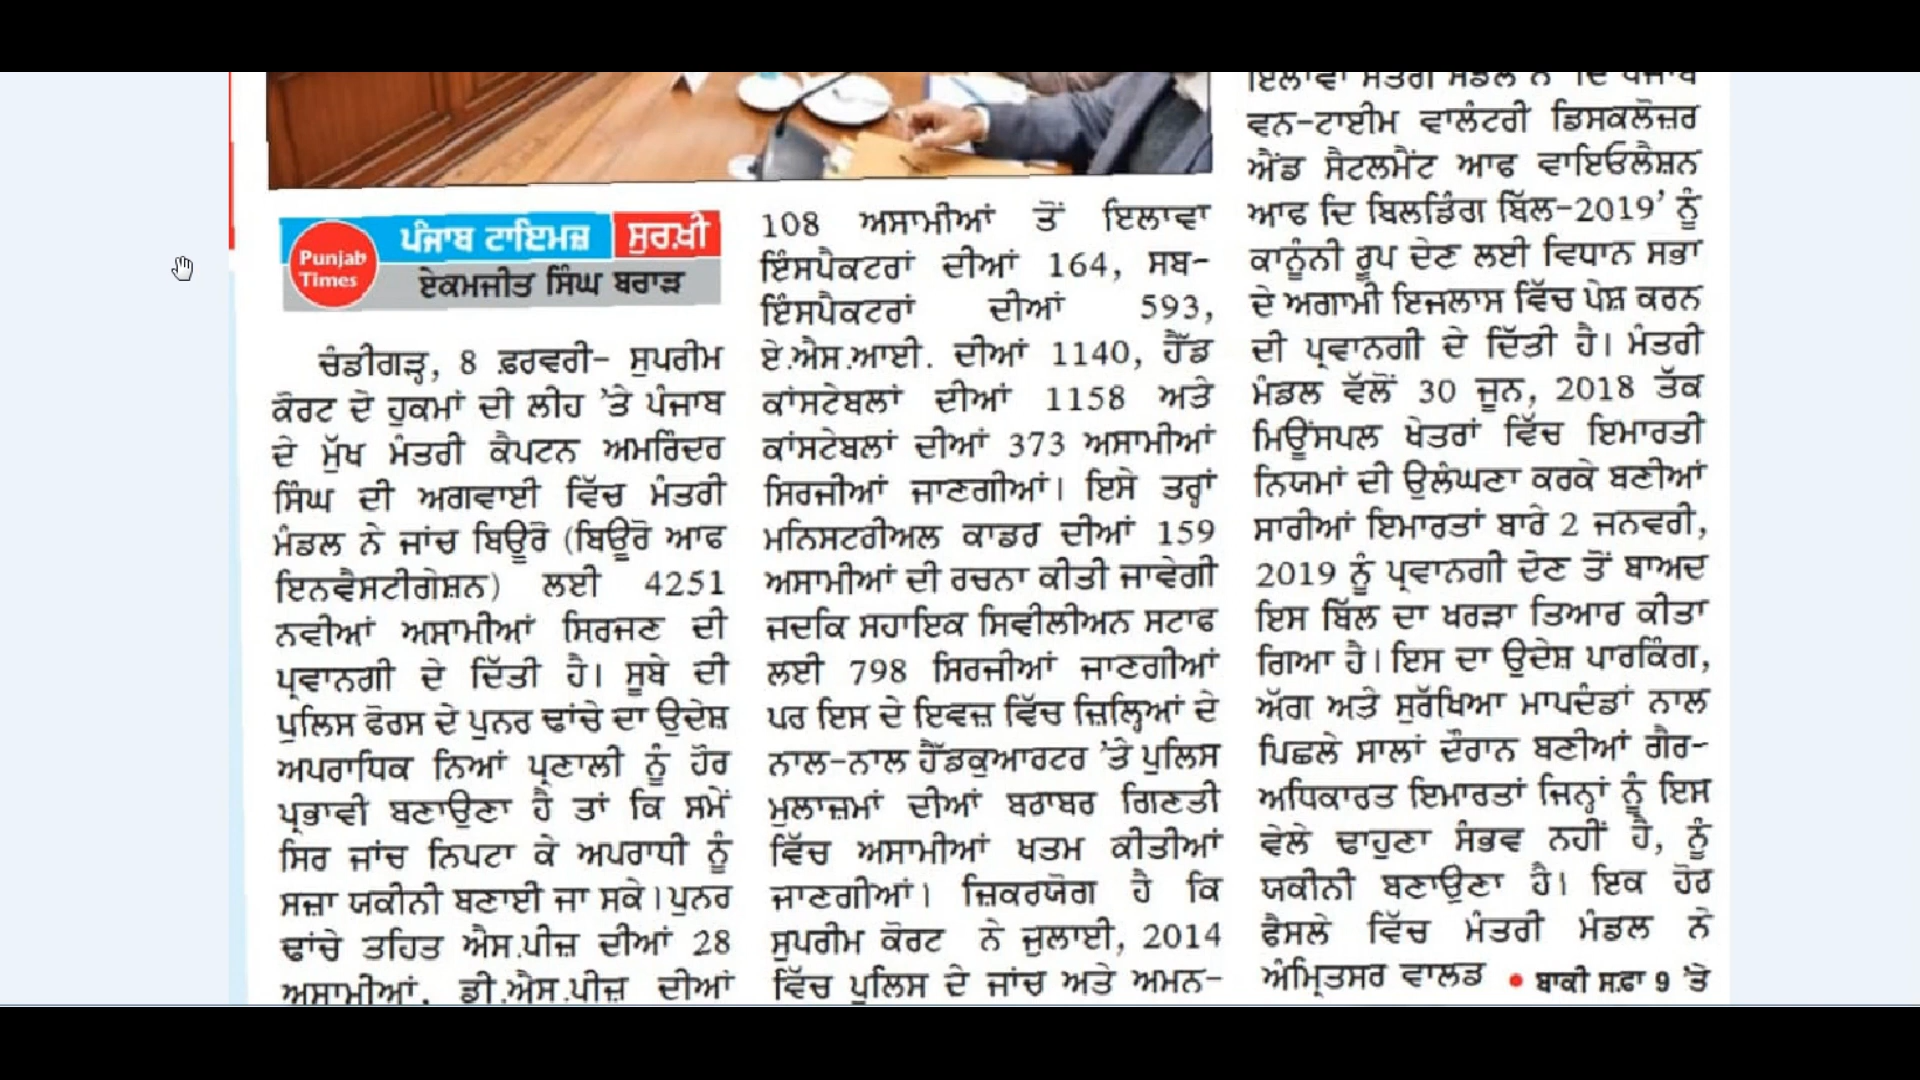 Punjab
Times
ਪੰਜਾਬ ਟਾਇਮਜ਼ ਸੁਰਖ਼ੀ
ਏਕਮਜੀਤ ਸਿੰਘ ਬਰਾੜ
ਚੰਡੀਗੜ੍ਹ, 8 ਫ਼ਰਵਰੀ- ਸੁਪਰੀਮ
ਕੋਰਟ ਦੇ ਹੁਕਮਾਂ ਦੀ ਲੀਹ ’ਤੇ ਪੰਜਾਬ
ਦੇ ਮੁੱਖ ਮੰਤਰੀ ਕੈਪਟਨ ਅਮਰਿੰਦਰ
ਸਿੰਘ ਦੀ ਅਗਵਾਈ ਵਿੱਚ ਮੰਤਰੀ
ਮੰਡਲ ਨੇ ਜਾਂਚ ਬਿਊਰੋ (ਬਿਊਰੋ ਆਫ
ਇਨਵੈਸਟੀਗੇਸ਼ਨ) ਲਈ 4251
ਨਵੀਆਂ ਅਸਾਮੀਆਂ ਸਿਰਜਣ ਦੀ
ਪ੍ਰਵਾਨਗੀ ਦੇ ਦਿੱਤੀ ਹੈ। ਸੂਬੇ ਦੀ
ਪੁਲਿਸ ਫੋਰਸ ਦੇ ਪੁਨਰ ਢਾਂਚੇ ਦਾ ਉਦੇਸ਼
ਅਪਰਾਧਿਕ ਨਿਆਂ ਪ੍ਰਣਾਲੀ ਨੂੰ ਹੋਰ
ਪ੍ਰਭਾਵੀ ਬਣਾਉਣਾ ਹੈ ਤਾਂ ਕਿ ਸਮੇਂ
ਸਿਰ ਜਾਂਚ ਨਿਪਟਾ ਕੇ ਅਪਰਾਧੀ ਨੂੰ
ਸਜ਼ਾ ਯਕੀਨੀ ਬਣਾਈ ਜਾ ਸਕੇ। ਪੁਨਰ
ਢਾਂਚੇ ਤਹਿਤ ਐਸ.ਪੀਜ਼ ਦੀਆਂ 28
ਅਸਾਮੀਆਂ, ਡੀ.ਐਸ.ਪੀਜ਼ ਦੀਆਂ
108 ਅਸਾਮੀਆਂ ਤੋਂ ਇਲਾਵਾ
ਇੰਸਪੈਕਟਰਾਂ ਦੀਆਂ 164, ਸਬ-
ਇੰਸਪੈਕਟਰਾਂ ਦੀਆਂ 593,
ਏ.ਐਸ.ਆਈ. ਦੀਆਂ 1140, ਹੈੱਡ
ਕਾਂਸਟੇਬਲਾਂ ਦੀਆਂ 1158 ਅਤੇ
ਕਾਂਸਟੇਬਲਾਂ ਦੀਆਂ 373 ਅਸਾਮੀਆਂ
ਸਿਰਜੀਆਂ ਜਾਣਗੀਆਂ। ਇਸੇ ਤਰ੍ਹਾਂ
ਮਨਿਸਟਰੀਅਲ ਕਾਡਰ ਦੀਆਂ 159
ਅਸਾਮੀਆਂ ਦੀ ਰਚਨਾ ਕੀਤੀ ਜਾਵੇਗੀ
ਜਦਕਿ ਸਹਾਇਕ ਸਿਵੀਲੀਅਨ ਸਟਾਫ
ਲਈ 798 ਸਿਰਜੀਆਂ ਜਾਣਗੀਆਂ
ਪਰ ਇਸ ਦੇ ਇਵਜ਼ ਵਿੱਚ ਜ਼ਿਲ੍ਹਿਆਂ ਦੇ
ਨਾਲ-ਨਾਲ ਹੈੱਡਕੁਆਰਟਰ ’ਤੇ ਪੁਲਿਸ
ਮੁਲਾਜ਼ਮਾਂ ਦੀਆਂ ਬਰਾਬਰ ਗਿਣਤੀ
ਵਿੱਚ ਅਸਾਮੀਆਂ ਖਤਮ ਕੀਤੀਆਂ
ਜਾਣਗੀਆਂ। ਜ਼ਿਕਰਯੋਗ ਹੈ ਕਿ
ਸੁਪਰੀਮ ਕੋਰਟ ਨੇ ਜੁਲਾਈ, 2014
ਵਿੱਚ ਪੁਲਿਸ ਦੇ ਜਾਂਚ ਅਤੇ ਅਮਨ-
ਇਲਾਵਾ ਮੰਤਰੀ ਮੰਡਲ ਨੇ ‘ਦਿ ਪੰਜਾਬ
ਵਨ-ਟਾਈਮ ਵਾਲੰਟਰੀ ਡਿਸਕਲੋਜ਼ਰ
ਐਂਡ ਸੈਟਲਮੈਂਟ ਆਫ ਵਾਇਓਲੈਸ਼ਨ
ਆਫ ਦਿ ਬਿਲਡਿੰਗ ਬਿੱਲ-2019’ ਨੂੰ
ਕਾਨੂੰਨੀ ਰੂਪ ਦੇਣ ਲਈ ਵਿਧਾਨ ਸਭਾ
ਦੇ ਅਗਾਮੀ ਇਜਲਾਸ ਵਿੱਚ ਪੇਸ਼ ਕਰਨ
ਦੀ ਪ੍ਰਵਾਨਗੀ ਦੇ ਦਿੱਤੀ ਹੈ। ਮੰਤਰੀ
ਮੰਡਲ ਵੱਲੋਂ 30 ਜੂਨ, 2018 ਤੱਕ
ਮਿਊਂਸਪਲ ਖੇਤਰਾਂ ਵਿੱਚ ਇਮਾਰਤੀ
ਨਿਯਮਾਂ ਦੀ ਉਲੰਘਣਾ ਕਰਕੇ ਬਣੀਆਂ
ਸਾਰੀਆਂ ਇਮਾਰਤਾਂ ਬਾਰੇ 2 ਜਨਵਰੀ,
2019 ਨੂੰ ਪ੍ਰਵਾਨਗੀ ਦੇਣ ਤੋਂ ਬਾਅਦ
ਇਸ ਬਿੱਲ ਦਾ ਖਰੜਾ ਤਿਆਰ ਕੀਤਾ
ਗਿਆ ਹੈ। ਇਸ ਦਾ ਉਦੇਸ਼ ਪਾਰਕਿੰਗ,
ਅੱਗ ਅਤੇ ਸੁਰੱਖਿਆ ਮਾਪਦੰਡਾਂ ਨਾਲ
ਪਿਛਲੇ ਸਾਲਾਂ ਦੌਰਾਨ ਬਣੀਆਂ ਗੈਰ-
ਅਧਿਕਾਰਤ ਇਮਾਰਤਾਂ ਜਿਨ੍ਹਾਂ ਨੂੰ ਇਸ
ਵੇਲੇ ਢਾਹੁਣਾ ਸੰਭਵ ਨਹੀਂ ਹੈ, ਨੂੰ
ਯਕੀਨੀ ਬਣਾਉਣਾ ਹੈ। ਇਕ ਹੋਰ
ਫੈਸਲੇ ਵਿੱਚ ਮੰਤਰੀ ਮੰਡਲ ਨੇ
ਅੰਮ੍ਰਿਤਸਰ ਵਾਲਡ • ਬਾਕੀ ਸਫ਼ਾ 9 ’ਤੇ